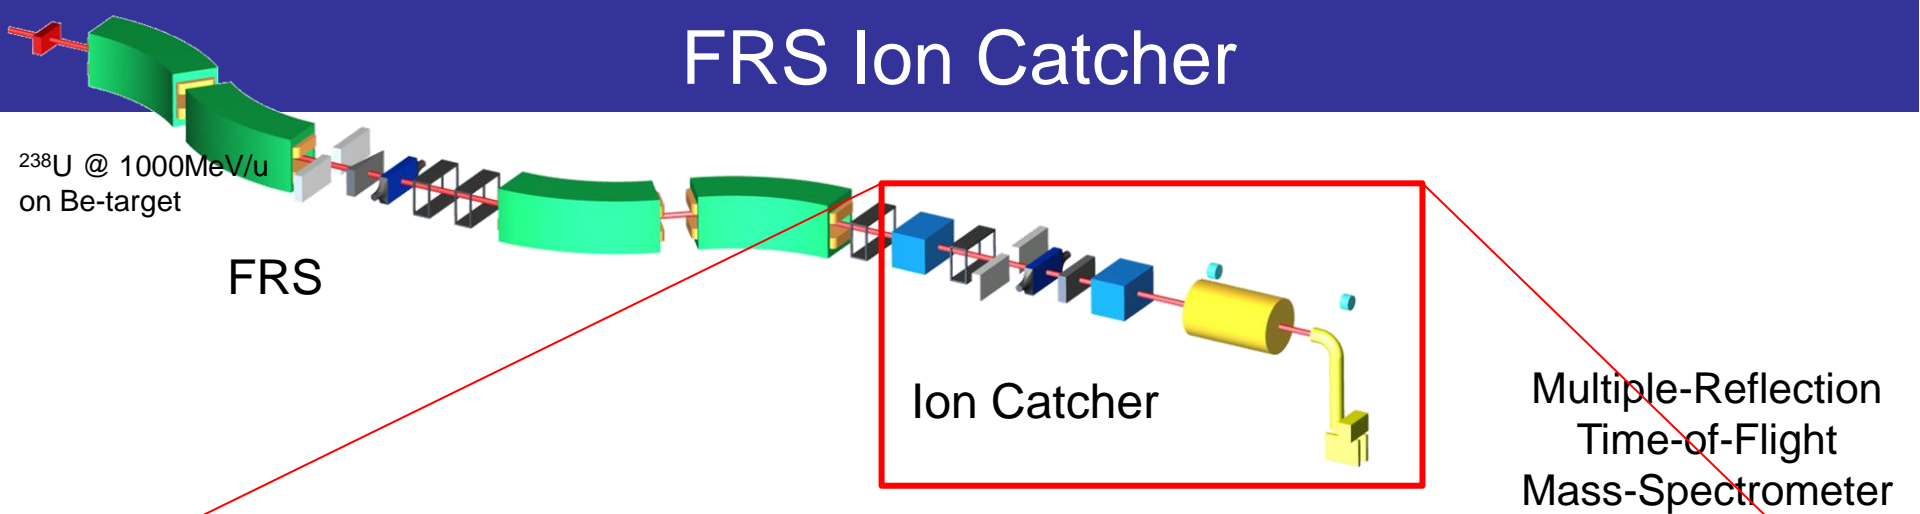 FRS Ion Catcher
²³⁸U @ 1000MeV/u
on Be-target
FRS
Ion Catcher
Multiple-Reflection
Time-of-Flight
Mass-Spectrometer